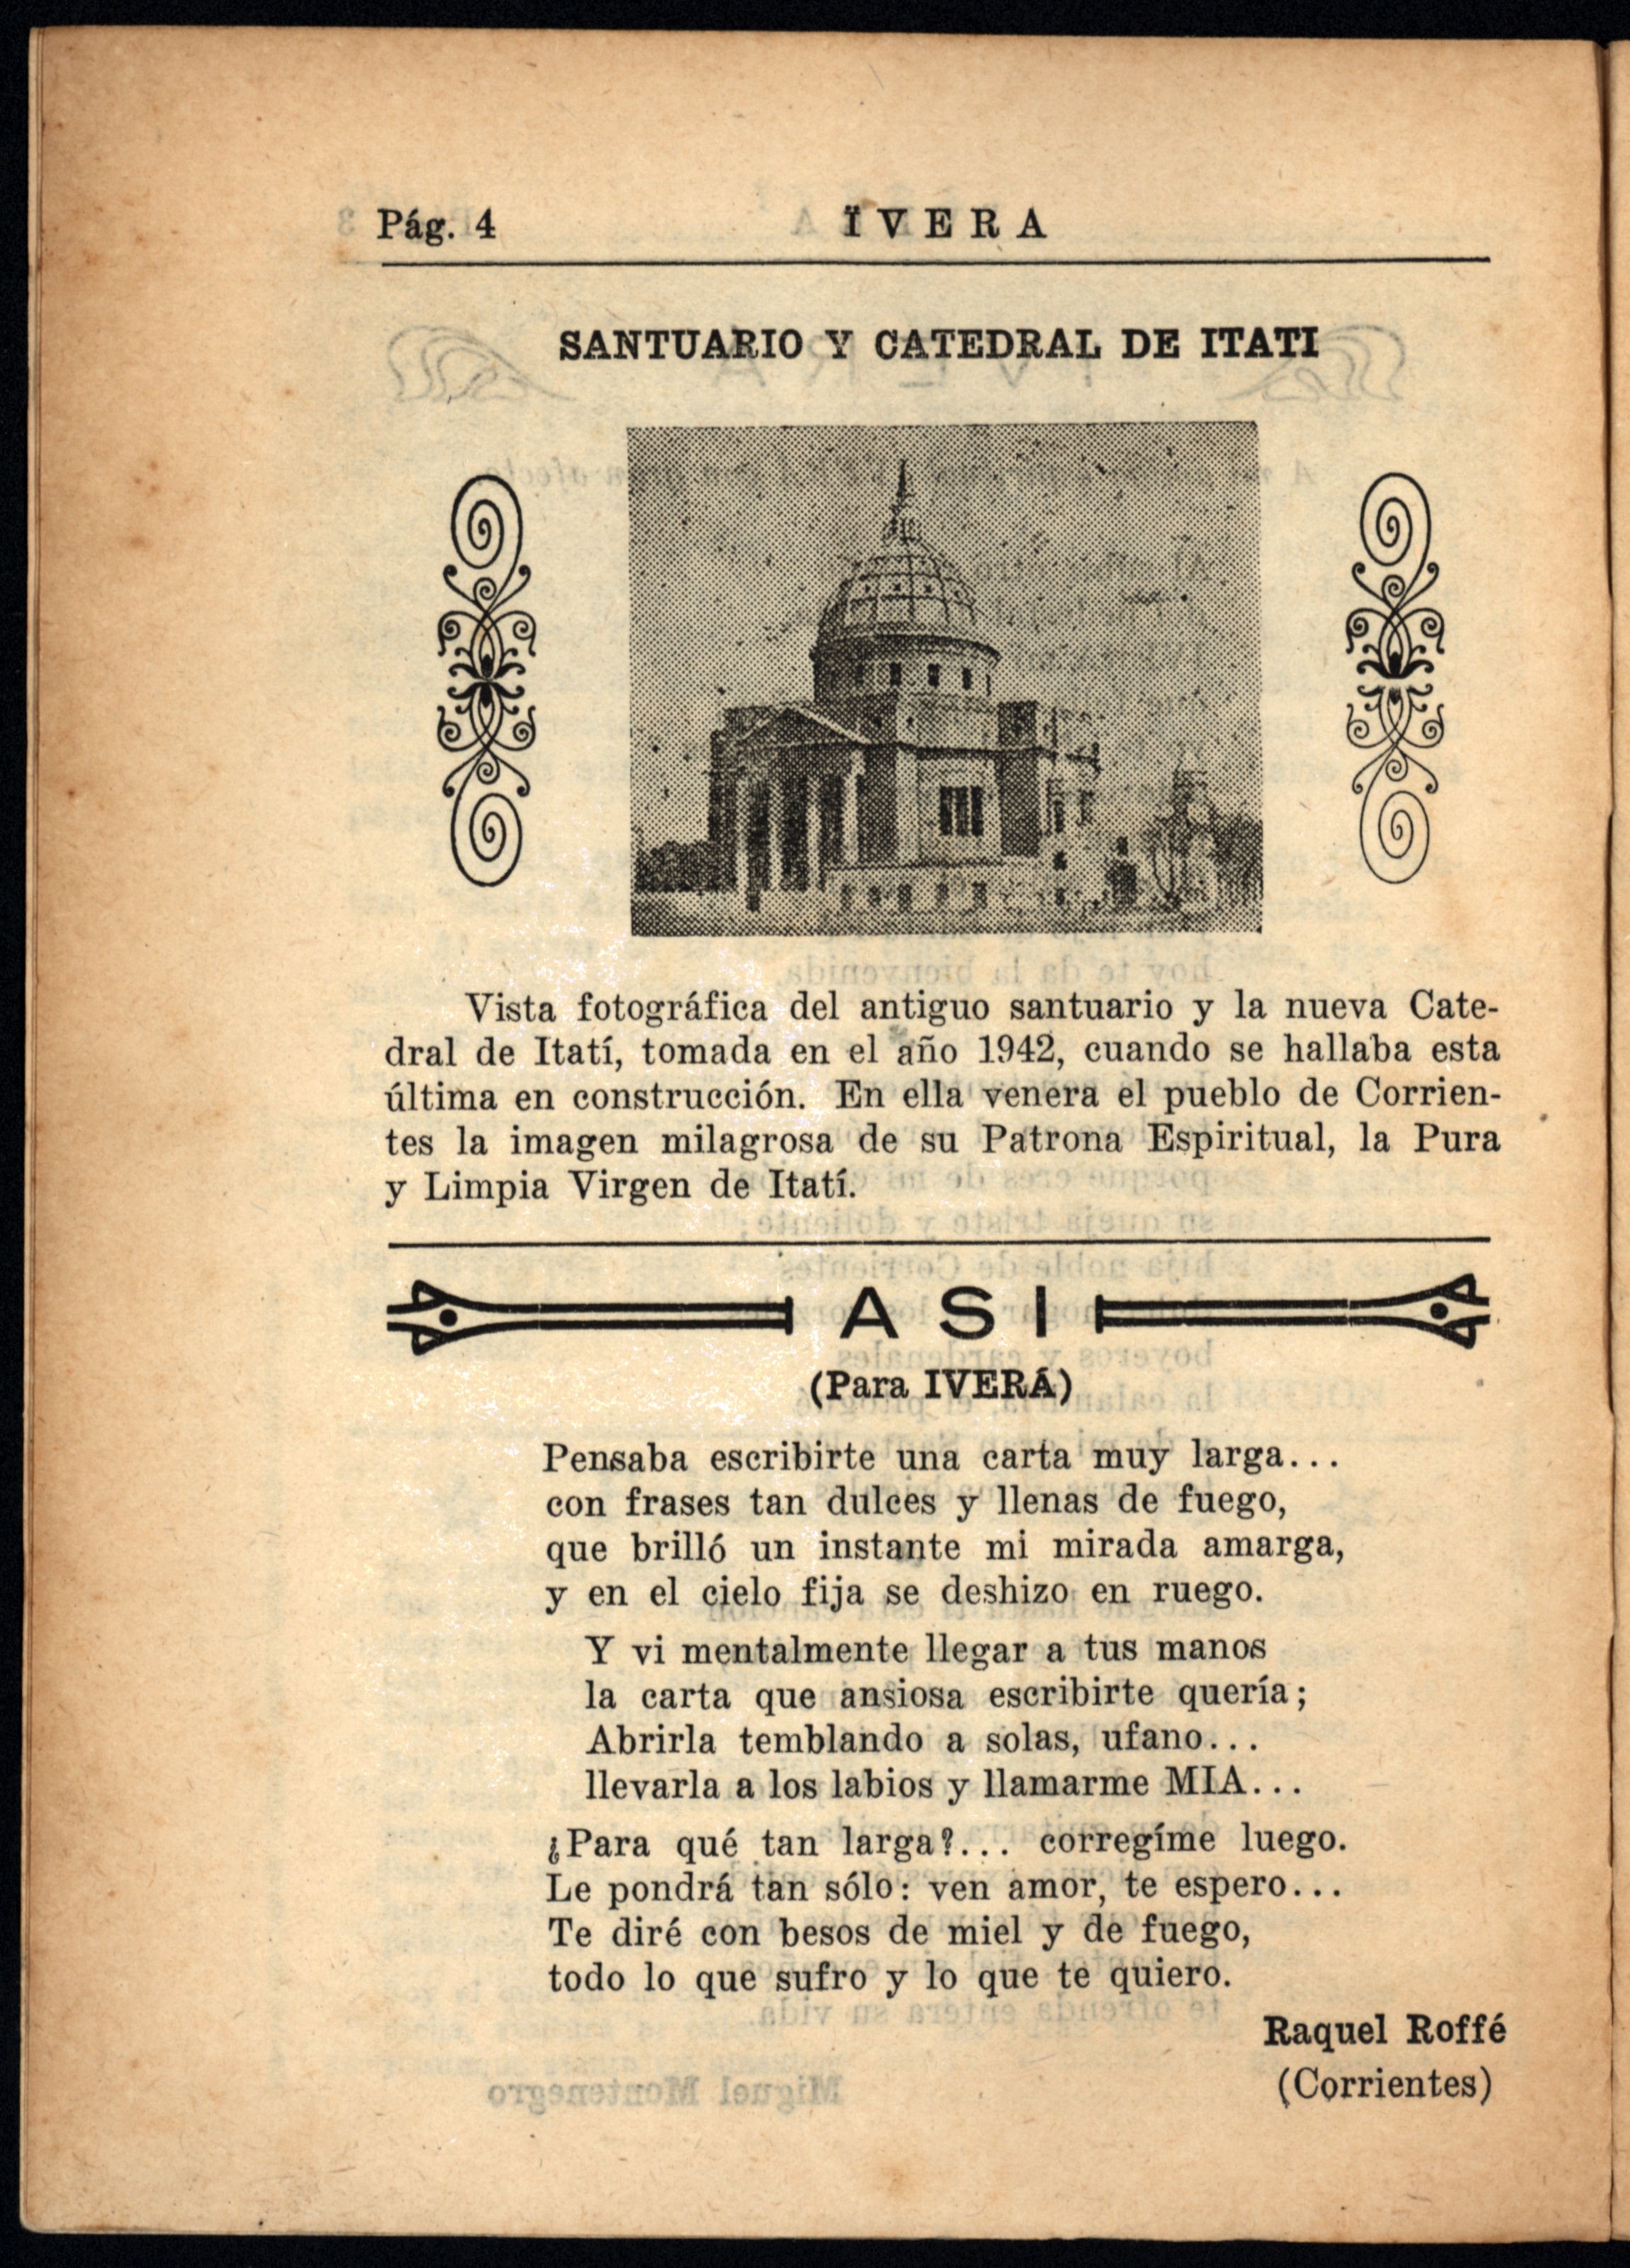 Pág. 4
ÏVERA
SANTUARIO Y CATEDRAL DE ITATI
Vista fotográfica del antiguo santuario y la nueva Cate-
dral de Itatí, tomada en el año 1942, cuando se hallaba esta
última en construcción. En ella venera el pueblo de Corrien-
tes la imagen milagrosa de su Patrona Espiritual, la Pura
y Limpia Virgen de Itatí.
ASI
(Para IVERÁ)
Pensaba escribirte una carta muy larga...
con frases tan dulces y llenas de fuego,
que brilló un instante mi mirada amarga,
y en el cielo fija se deshizo en ruego.
Y vi mentalmente llegar a tus manos
la carta que ansiosa escribirte quería;
Abrirla temblando a solas, ufano...
llevarla a los labios y llamarme MIA...
¿Para qué tan larga?... corregíme luego.
Le pondrá tan sólo: ven amor, te espero...
Te diré con besos de miel y de fuego,
todo lo que sufro y lo que te quiero.
Raquel Roffé
(Corrientes)